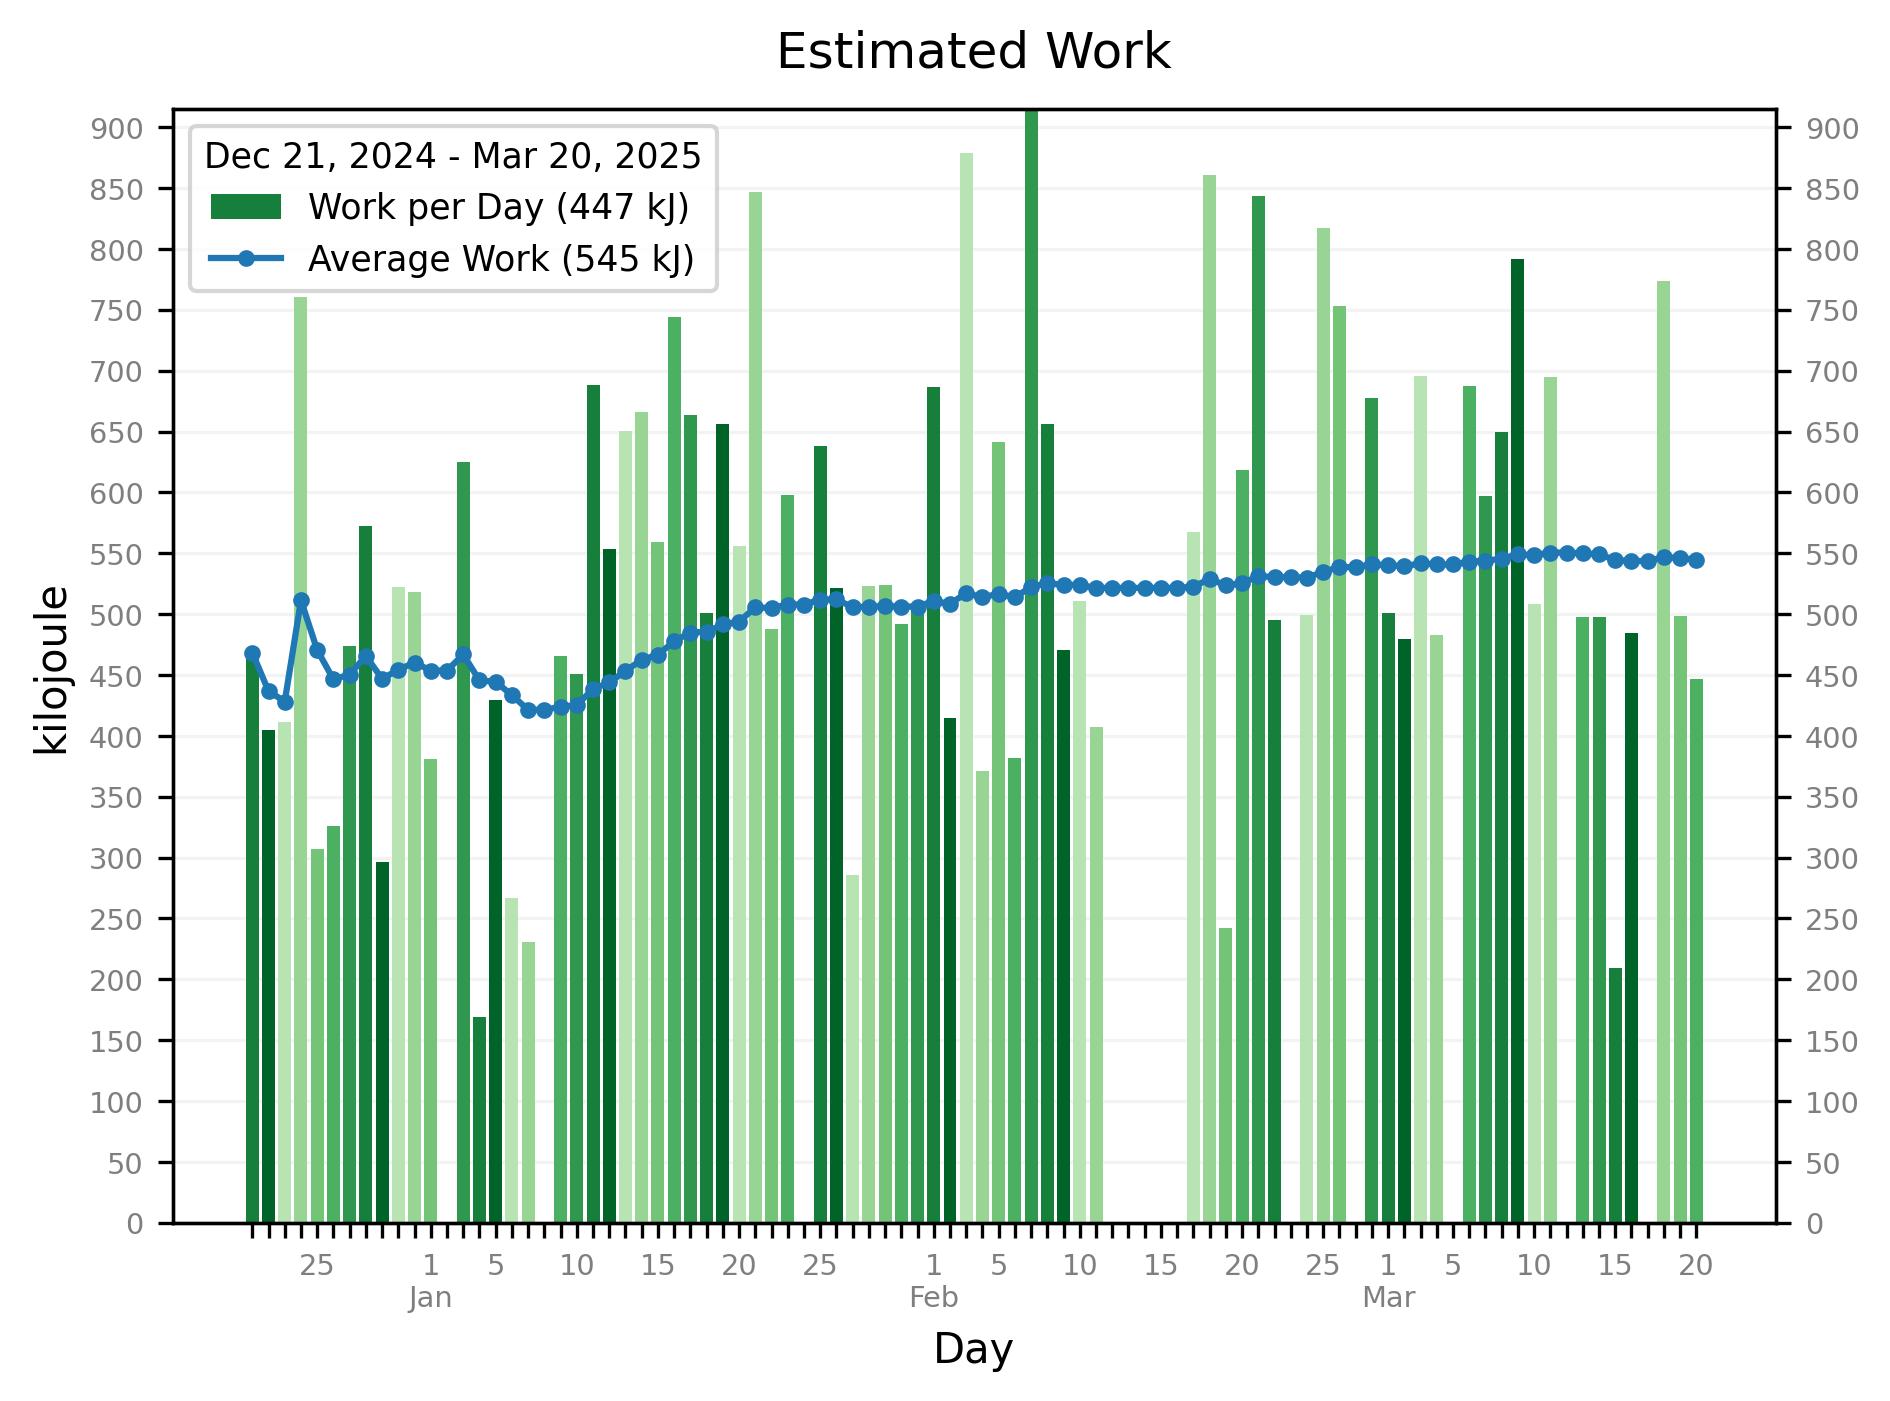 Estimated Work
Dec 21, 2024 - Mar 20, 2025
Work per Day (447 kJ)
Average Work (545 kJ)
900 900
850 850
800 800
750 750
700 700
650 650
600 600
550 550
500 500
450 450
400 400
350 350
300 300
250 250
200 200
150 150
100 100
50 50
0 0
kilojoule
25 1 5 10 15 20 25 1 5 10 15 20 25 1 5 10 15 20
Jan Feb Mar
Day